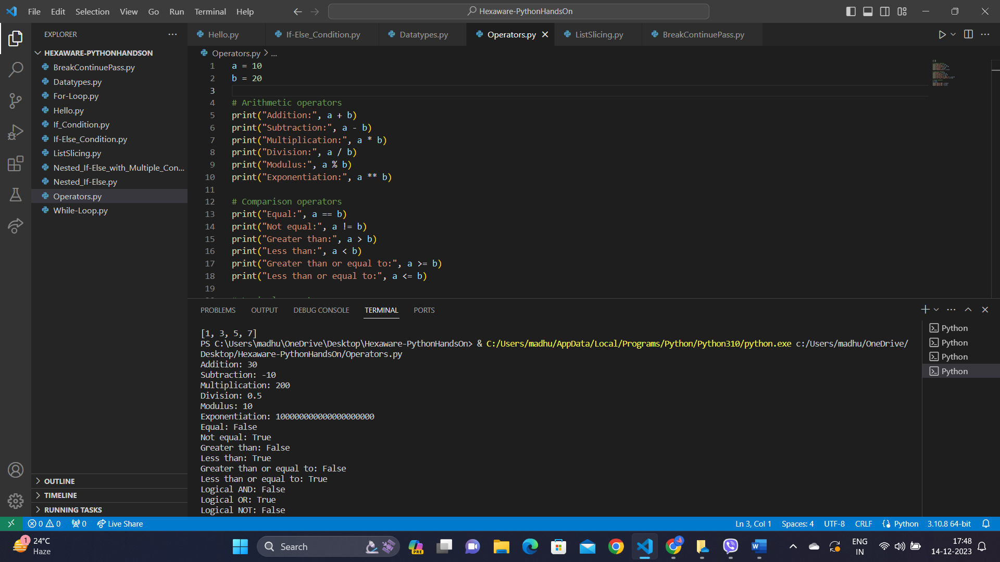 File Edit Selection View Go Run Terminal Help
Hexaware-PythonHandsOn
EXPLORER
HEXAWARE-PYTHONHANDSON
BreakContinuePass.py
Datatypes.py
For-Loop.py
Hello.py
If_Condition.py
If-Else_Condition.py
ListSlicing.py
Nested_If-Else_with_Multiple_Con...
Nested_If-Else.py
Operators.py
While-Loop.py
OUTLINE
TIMELINE
RUNNING TASKS
Hello.py If-Else_Condition.py Datatypes.py Operators.py ListSlicing.py BreakContinuePass.py
Operators.py > ...
1 a = 10
2 b = 20
3
4 # Arithmetic operators
5 print("Addition:", a + b)
6 print("Subtraction:", a - b)
7 print("Multiplication:", a * b)
8 print("Division:", a / b)
9 print("Modulus:", a % b)
10 print("Exponentiation:", a ** b)
11
12 # Comparison operators
13 print("Equal:", a == b)
14 print("Not equal:", a != b)
15 print("Greater than:", a > b)
16 print("Less than:", a < b)
17 print("Greater than or equal to:", a >= b)
18 print("Less than or equal to:", a <= b)
19
PROBLEMS OUTPUT DEBUG CONSOLE TERMINAL PORTS
[1, 3, 5, 7]
PS C:\Users\madhu\OneDrive\Desktop\Hexaware-PythonHandsOn> & C:/Users/madhu/AppData/Local/Programs/Python/Python310/python.exe c:/Users/madhu/OneDrive/
Desktop/Hexaware-PythonHandsOn/Operators.py
Addition: 30
Subtraction: -10
Multiplication: 200
Division: 0.5
Modulus: 10
Exponentiation: 100000000000000000000
Equal: False
Not equal: True
Greater than: False
Less than: True
Greater than or equal to: False
Less than or equal to: True
Logical AND: False
Logical OR: True
Logical NOT: False
Python
Python
Python
Python
0 0 0 Live Share
Ln 3, Col 1 Spaces: 4 UTF-8 CRLF Python 3.10.8 64-bit
1 24°C
Haze
Search
PRE
ENG
IN
17:48
14-12-2023